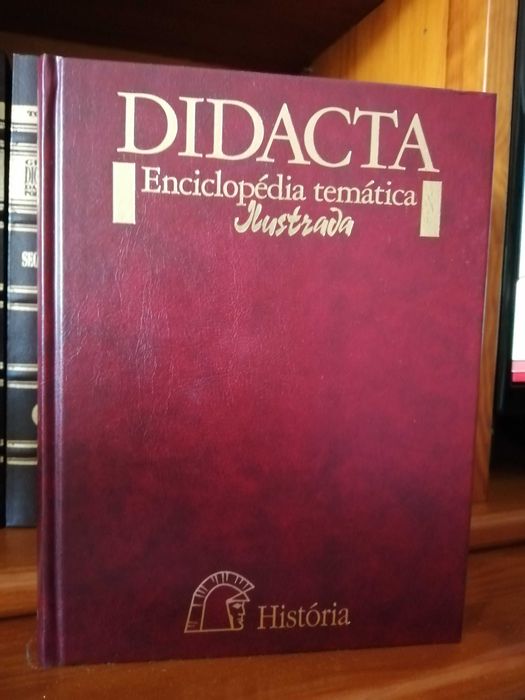 DIDACTA
Enciclopédia temática
Ilustrada
História